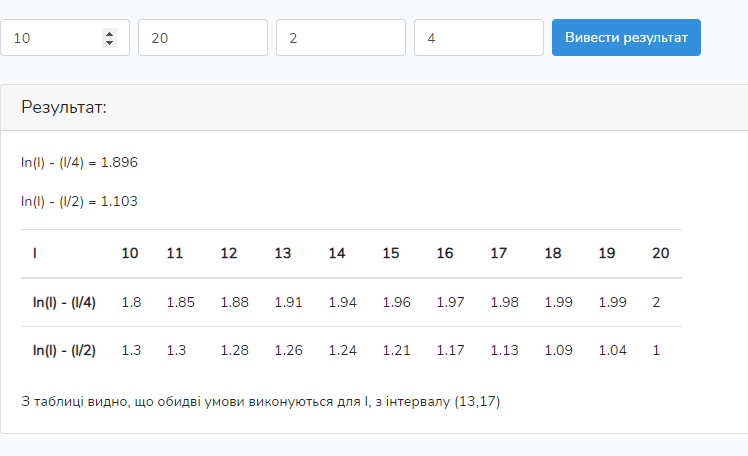 10 20 2 4 Вивести результат
Результат:
ln(I) - (I/4) = 1.896
ln(I) - (I/2) = 1.103
I 10 11 12 13 14 15 16 17 18 19 20
ln(I) - (I/4) 1.8 1.85 1.88 1.91 1.94 1.96 1.97 1.98 1.99 1.99 2
ln(I) - (I/2) 1.3 1.3 1.28 1.26 1.24 1.21 1.17 1.13 1.09 1.04 1
З таблиці видно, що обидві умови виконуються для I, з інтервалу (13,17)